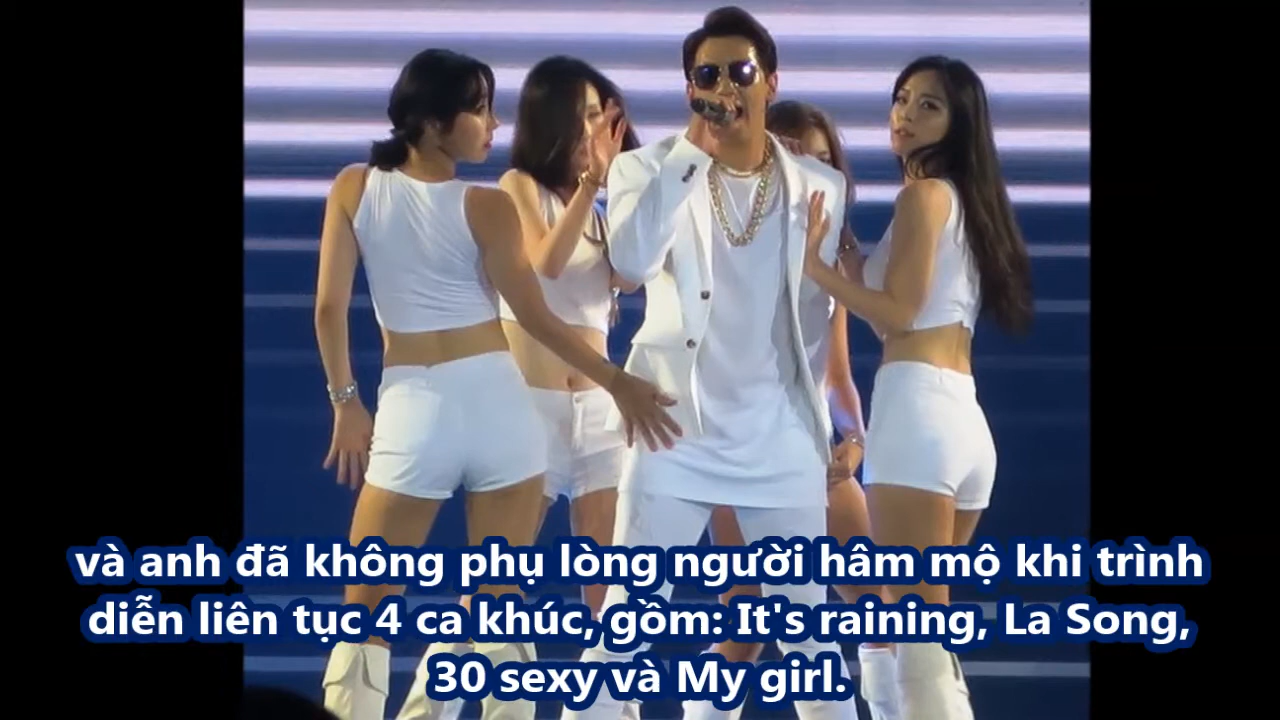 và anh đã không phụ lòng người hâm mộ khi trình
diễn liên tục 4 ca khúc, gồm: It's raining, La Song,
30 sexy và My girl.